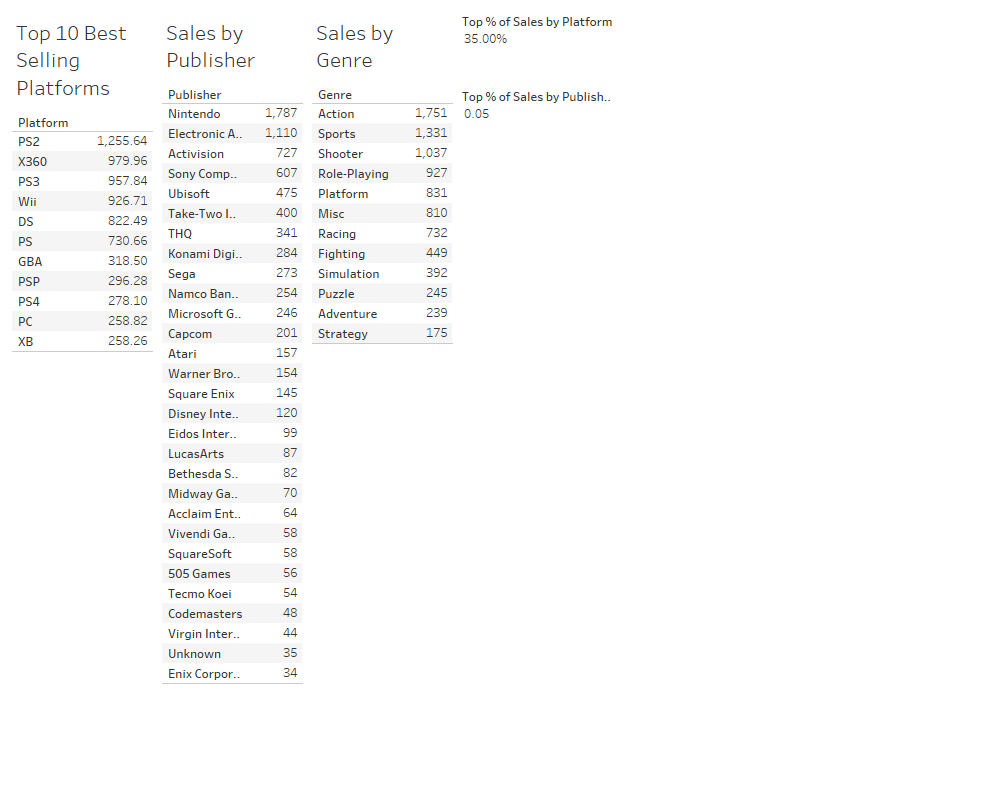 Top 10 Best
Selling
Platforms
Platform
PS2 1,255.64
X360 979.96
PS3 957.84
Wii 926.71
DS 822.49
PS 730.66
GBA 318.50
PSP 296.28
PS4 278.10
PC 258.82
XB 258.26
Sales by
Publisher
Publisher
Nintendo 1,787
Electronic A.. 1,110
Activision 727
Sony Comp.. 607
Ubisoft 475
Take-Two I.. 400
THQ 341
Konami Digi.. 284
Sega 273
Namco Ban.. 254
Microsoft G.. 246
Capcom 201
Atari 157
Warner Bro.. 154
Square Enix 145
Disney Inte.. 120
Eidos Inter.. 99
LucasArts 87
Bethesda S.. 82
Midway Ga.. 70
Acclaim Ent.. 64
Vivendi Ga.. 58
SquareSoft 58
505 Games 56
Tecmo Koei 54
Codemasters 48
Virgin Inter.. 44
Unknown 35
Enix Corpor.. 34
Sales by
Genre
Genre
Action 1,751
Sports 1,331
Shooter 1,037
Role-Playing 927
Platform 831
Misc 810
Racing 732
Fighting 449
Simulation 392
Puzzle 245
Adventure 239
Strategy 175
Top % of Sales by Platform
35.00%
Top % of Sales by Publish..
0.05